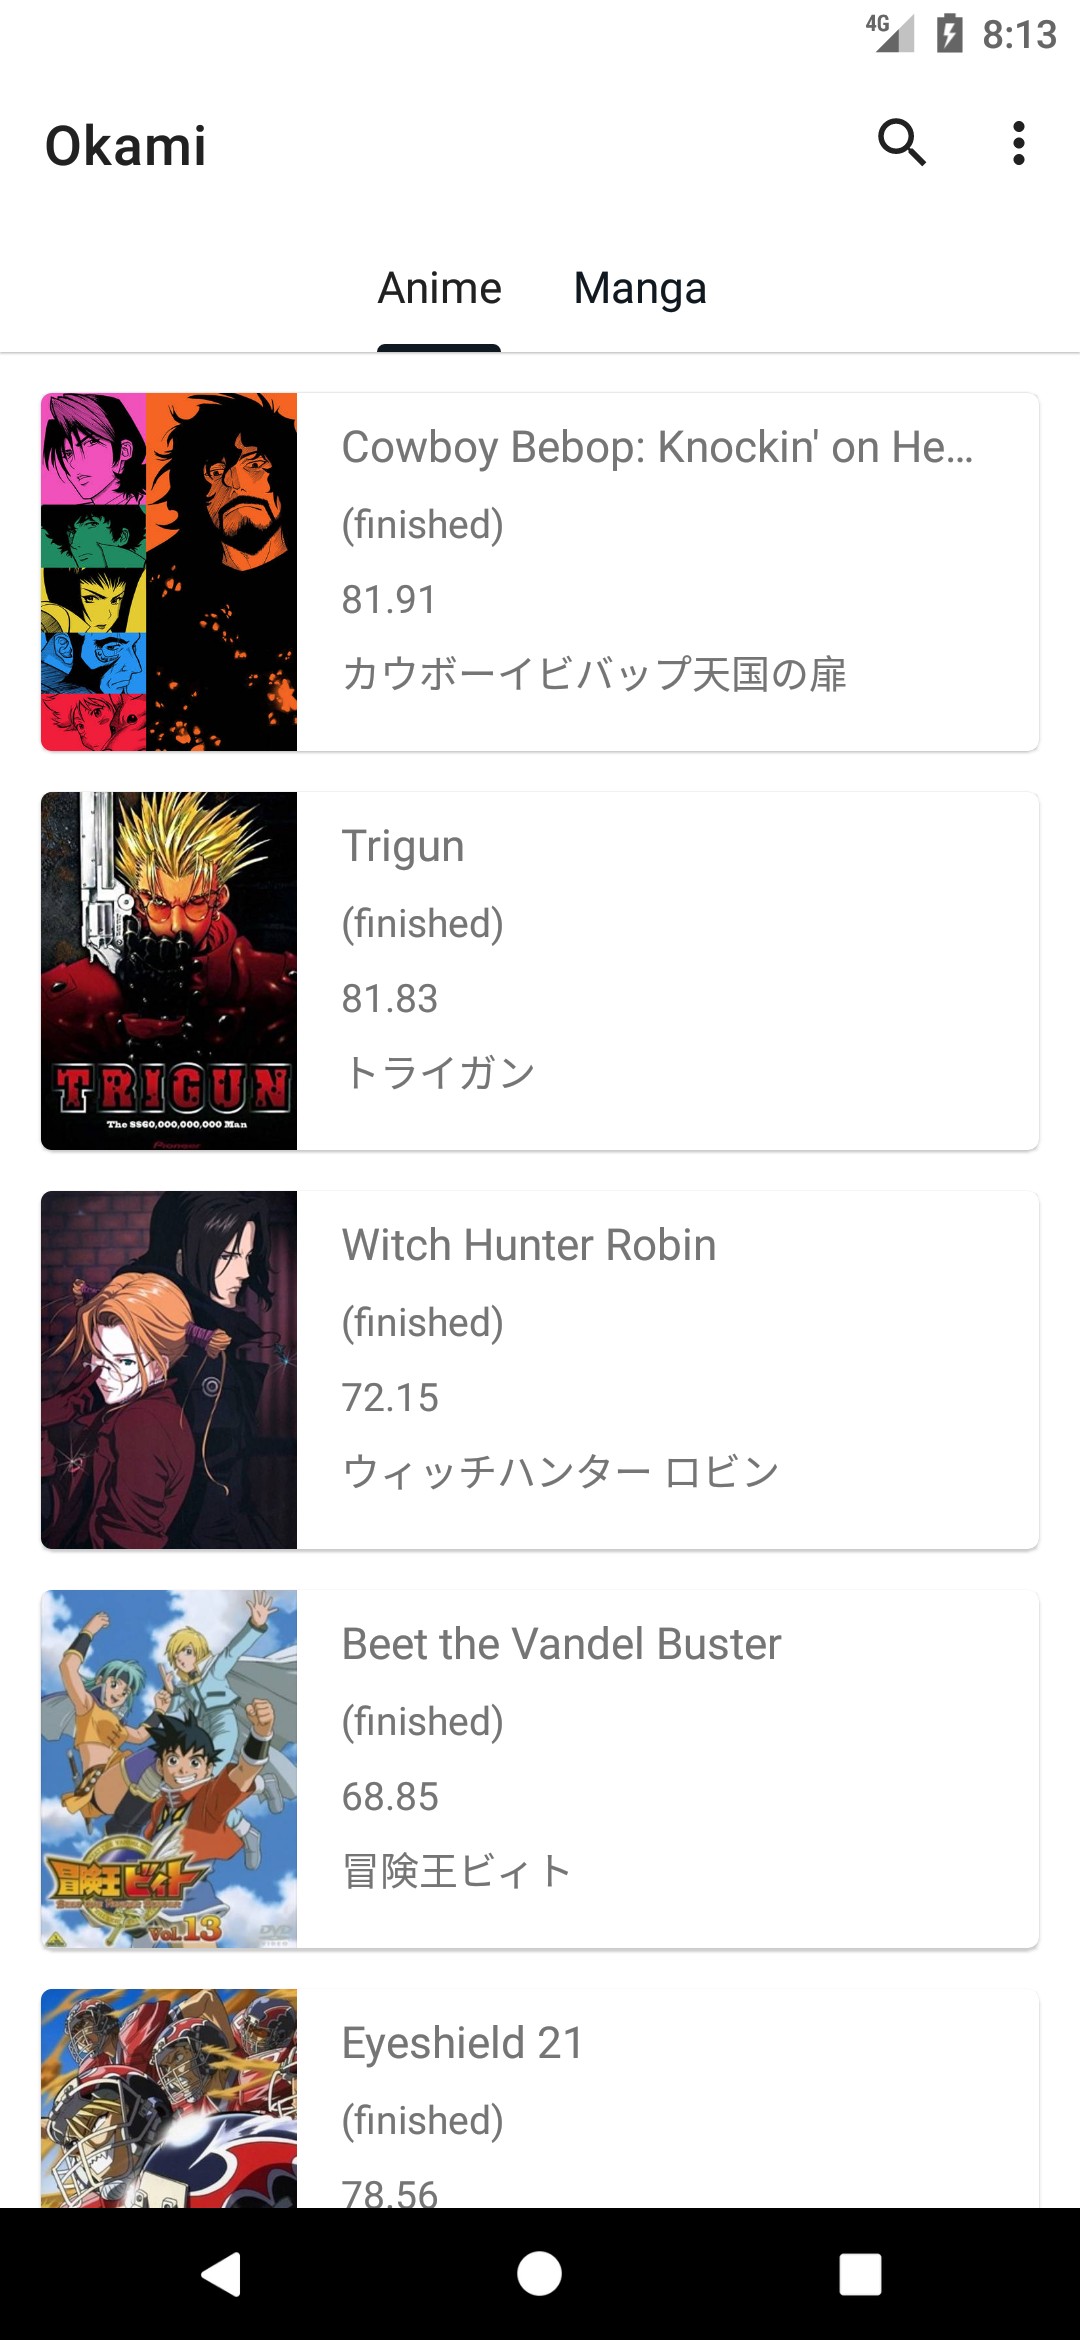 4G 8:13
Okami
Anime Manga
Cowboy Bebop: Knockin' on He...
(finished)
81.91
カウボーイビバップ天国の扉
TRIGUN
The $$60,000,000,000 Man
Pioneer
Trigun
(finished)
81.83
トライガン
Witch Hunter Robin
(finished)
72.15
ウィッチハンター ロビン
冒険王ビィト
Vol.13
DVD
Beet the Vandel Buster
(finished)
68.85
冒険王ビィト
Eyeshield 21
(finished)
78.56